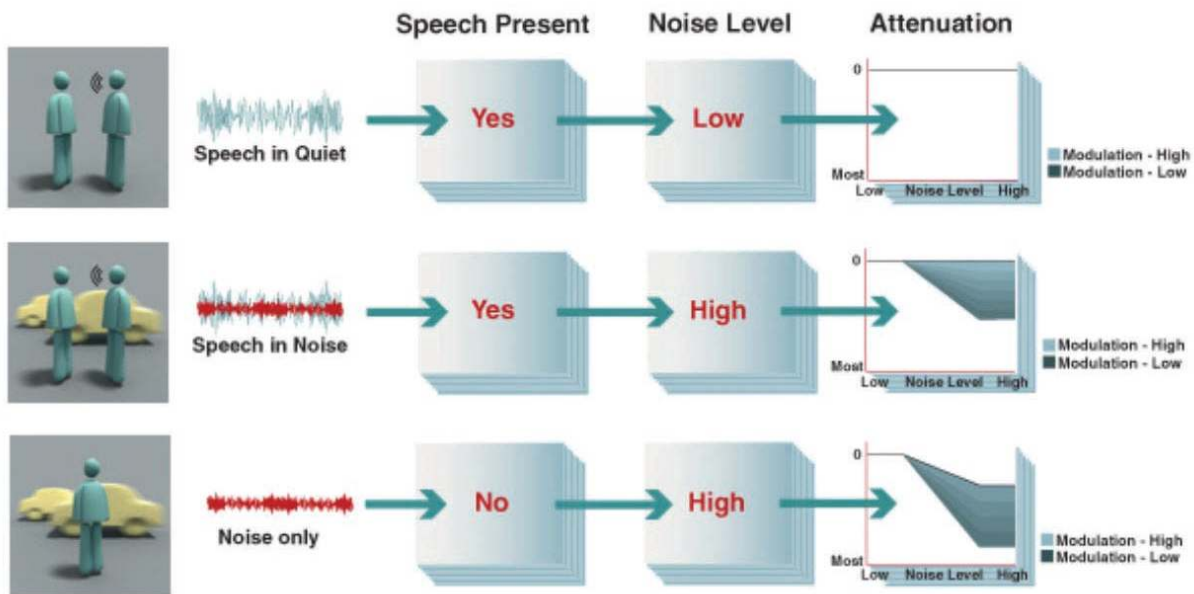 Speech Present
Noise Level
Attenuation
Speech in Quiet
Yes
Low
0
Most
Low
Noise Level
High
Modulation - High
Modulation - Low
Speech in Noise
Yes
High
0
Most
Low
Noise Level
High
Modulation - High
Modulation - Low
Noise only
No
High
0
Most
Low
Noise Level
High
Modulation - High
Modulation - Low